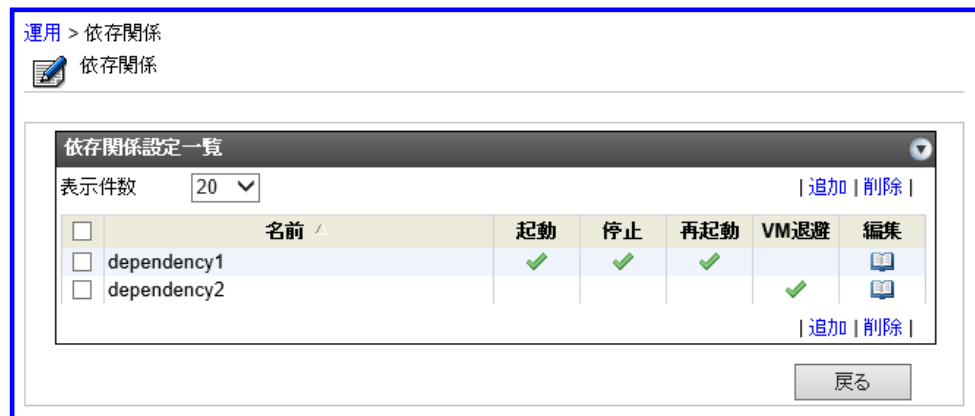 運用 > 依存関係
依存関係
依存関係設定一覧
表示件数 20 | 追加 | 削除 |
名前 起動 停止 再起動 VM退避 編集
dependency1
dependency2
| 追加 | 削除 |
戻る